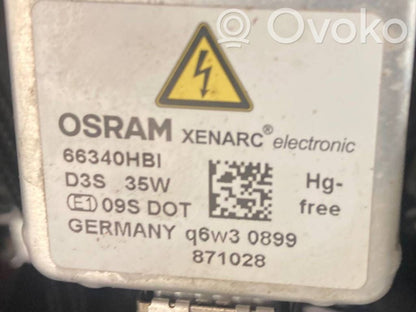 Ovoko
OSRAM XENARC® electronic
66340HBI
D3S 35W
Hg-
free
E1 09S DOT
GERMANY q6w3 0899
871028